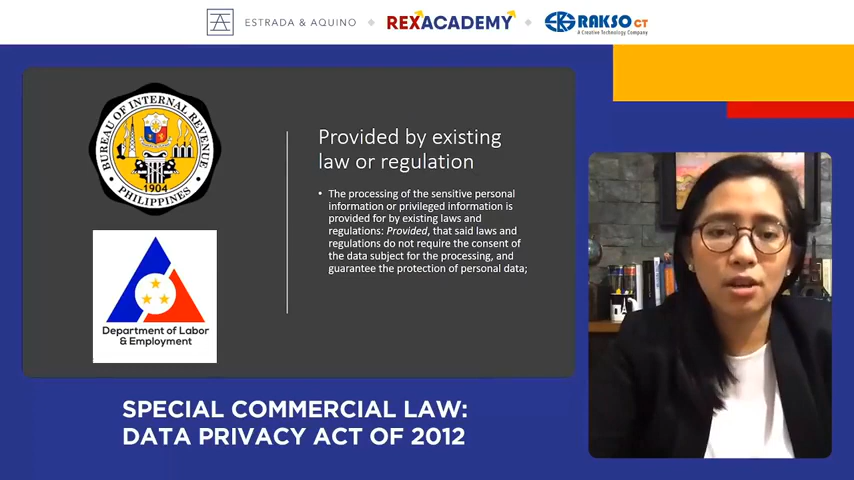 ESTRADA & AQUINO
REXACADEMY
RAKSO CT
A Creative Technology Company
BUREAU OF INTERNAL REVENUE
PHILIPPINES
1904
Department of Labor
& Employment
Provided by existing
law or regulation
• The processing of the sensitive personal
information or privileged information is
provided for by existing laws and
regulations: Provided, that said laws and
regulations do not require the consent of
the data subject for the processing, and
guarantee the protection of personal data;
SPECIAL COMMERCIAL LAW:
DATA PRIVACY ACT OF 2012